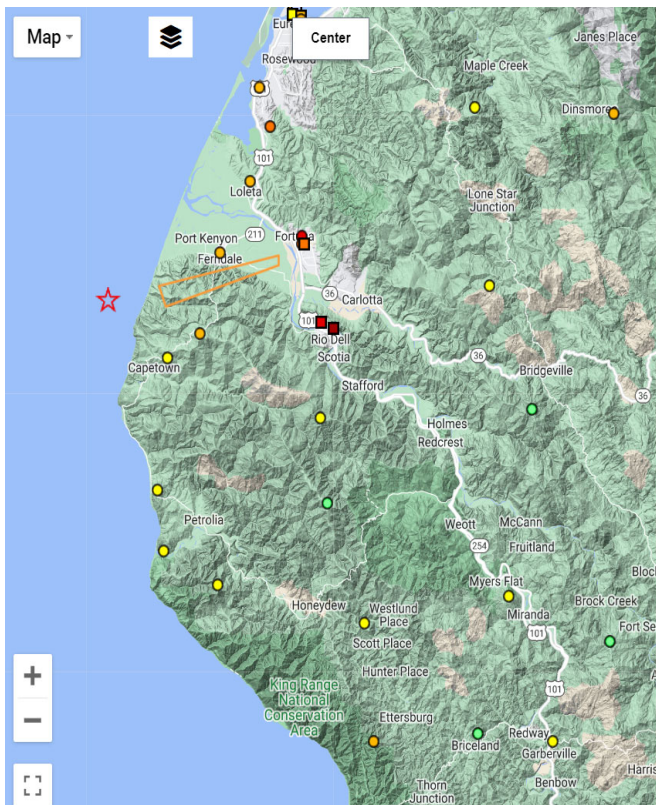 Map
Center
Janes Place
Maple Creek
Dinsmores
Lone Star
Junction
101
Loleta
Port Kenyon
211
Ferndale
36
Carlotta
101
Rio Dell
Scotia
Capetown
36
Bridgeville
36
Stafford
Holmes
Redcrest
Petrolia
Weott
McCann
254
Fruitland
Myers Flat
Honeydew
Westlund
Place
Miranda
Brock Creek
Scott Place
101
Hunter Place
King Range
National
Conservation
Area
101
Ettersburg
Redway
Briceland
Garberville
Benbow
Thorn
Junction